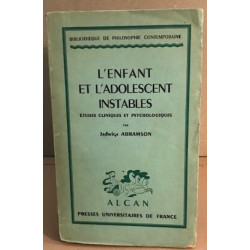 BIBLIOTHÈQUE DE PHILOSOPHIE CONTEMPORAINE
L'ENFANT
ET L'ADOLESCENT
INSTABLES
ÉTUDES CLINIQUES ET PSYCHOLOGIQUES
PAR
Jadwiga ABRAMSON
ALCAN
PRESSES UNIVERSITAIRES DE FRANCE